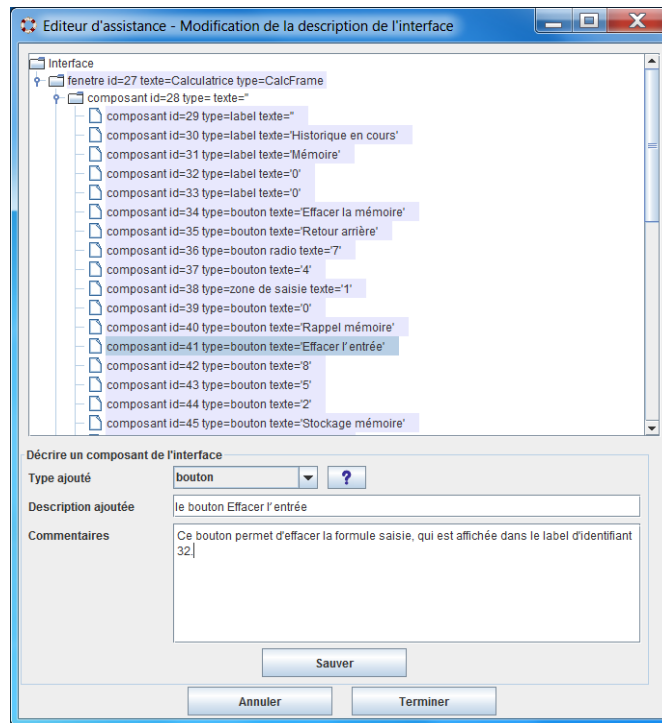 Editeur d'assistance - Modification de la description de l'interface
Interface
fenetre id=27 texte=Calculatrice type=CalcFrame
composant id=28 type= texte=''
composant id=29 type=label texte=''
composant id=30 type=label texte='Historique en cours'
composant id=31 type=label texte='Mémoire'
composant id=32 type=label texte='0'
composant id=33 type=label texte='0'
composant id=34 type=bouton texte='Effacer la mémoire'
composant id=35 type=bouton texte='Retour arrière'
composant id=36 type=bouton radio texte='7'
composant id=37 type=bouton texte='4'
composant id=38 type=zone de saisie texte='1'
composant id=39 type=bouton texte='0'
composant id=40 type=bouton texte='Rappel mémoire'
composant id=41 type=bouton texte='Effacer l'entrée'
composant id=42 type=bouton texte='8'
composant id=43 type=bouton texte='5'
composant id=44 type=bouton texte='2'
composant id=45 type=bouton texte='Stockage mémoire'
Décrire un composant de l'interface
Type ajouté bouton ?
Description ajoutée le bouton Effacer l'entrée
Commentaires Ce bouton permet d'effacer la formule saisie, qui est affichée dans le label d'identifiant
32.
Sauver
Annuler Terminer